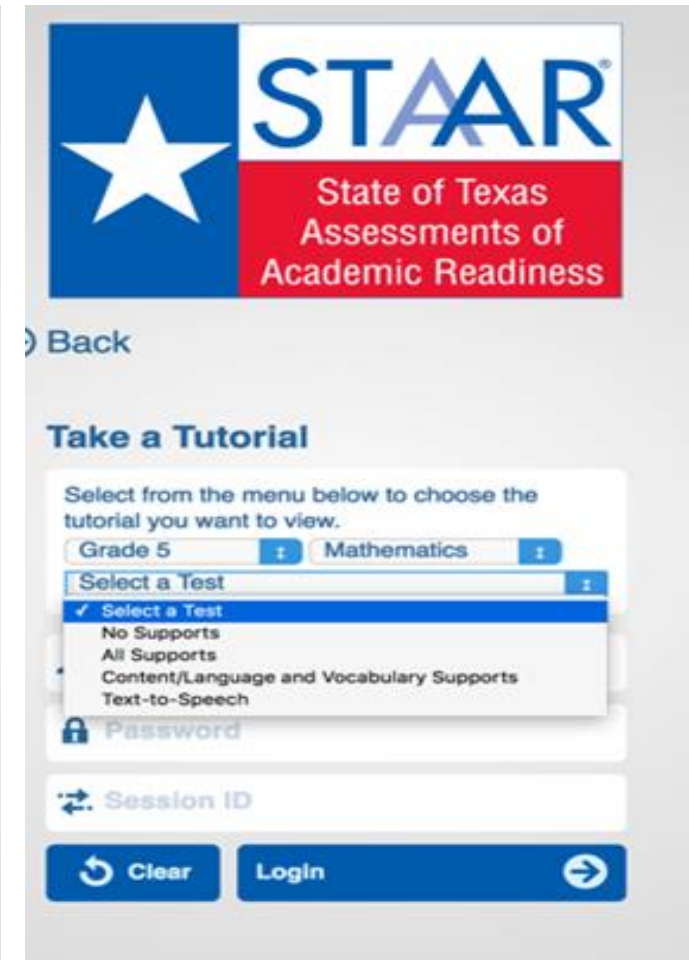 STAAR®
State of Texas
Assessments of
Academic Readiness
Back
Take a Tutorial
Select from the menu below to choose the
tutorial you want to view.
Grade 5 Mathematics
Select a Test
✓ Select a Test
No Supports
All Supports
Content/Language and Vocabulary Supports
Text-to-Speech
Password
Session ID
Clear LogIn